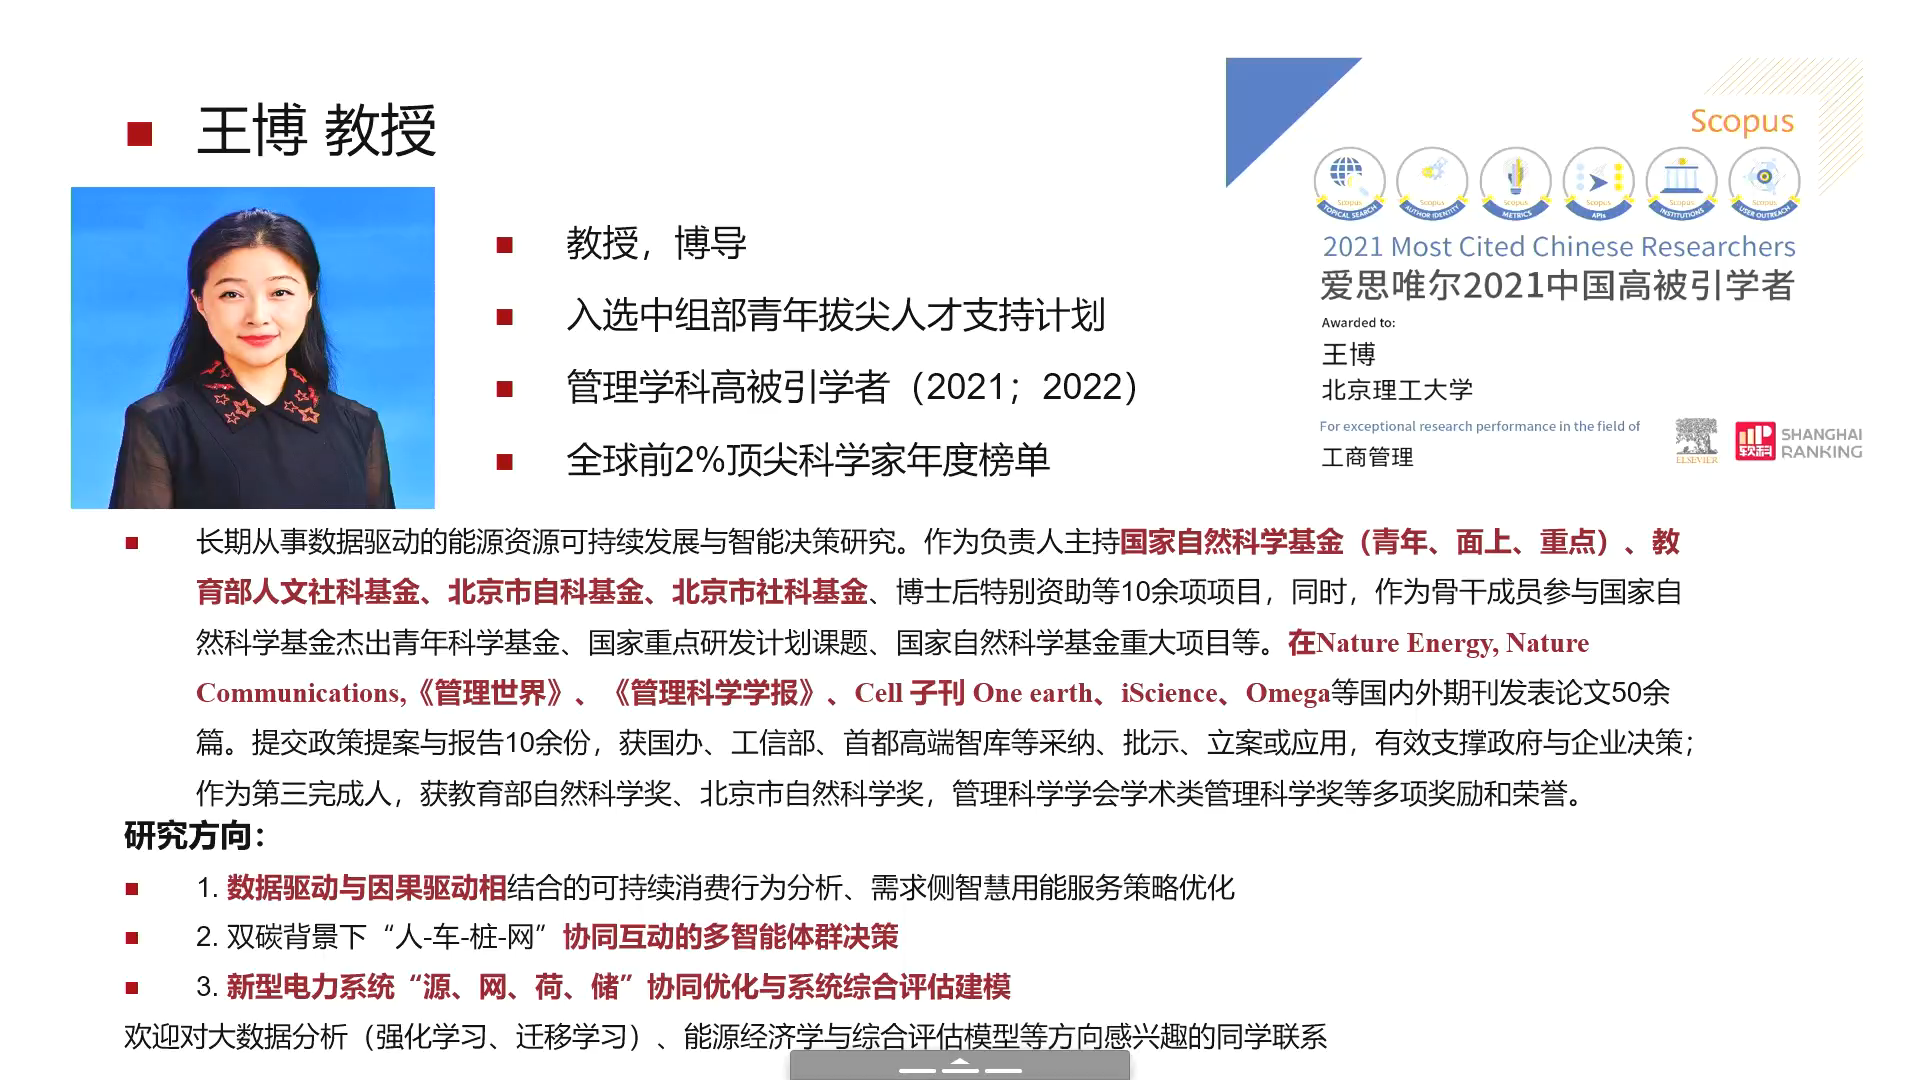 王博 教授
教授，博导
入选中组部青年拔尖人才支持计划
管理学科高被引学者（2021；2022）
全球前2%顶尖科学家年度榜单
Scopus
Scopus TOPICAL SEARCH
Scopus AUTHOR IDENTITY
Scopus METRICS
Scopus APIs
Scopus INSTITUTIONS
Scopus USER OUTREACH
2021 Most Cited Chinese Researchers
爱思唯尔2021中国高被引学者
Awarded to:
王博
北京理工大学
For exceptional research performance in the field of
工商管理
ELSEVIER
软科
SHANGHAI
RANKING
长期从事数据驱动的能源资源可持续发展与智能决策研究。作为负责人主持国家自然科学基金（青年、面上、重点）、教
育部人文社科基金、北京市自科基金、北京市社科基金、博士后特别资助等10余项项目，同时，作为骨干成员参与国家自
然科学基金杰出青年科学基金、国家重点研发计划课题、国家自然科学基金重大项目等。在Nature Energy, Nature
Communications,《管理世界》、《管理科学学报》、Cell 子刊 One earth、iScience、Omega等国内外期刊发表论文50余
篇。提交政策提案与报告10余份，获国办、工信部、首都高端智库等采纳、批示、立案或应用，有效支撑政府与企业决策；
作为第三完成人，获教育部自然科学奖、北京市自然科学奖，管理科学学会学术类管理科学奖等多项奖励和荣誉。
研究方向：
1. 数据驱动与因果驱动相结合的可持续消费行为分析、需求侧智慧用能服务策略优化
2. 双碳背景下“人-车-桩-网”协同互动的多智能体群决策
3. 新型电力系统“源、网、荷、储”协同优化与系统综合评估建模
欢迎对大数据分析（强化学习、迁移学习）、能源经济学与综合评估模型等方向感兴趣的同学联系